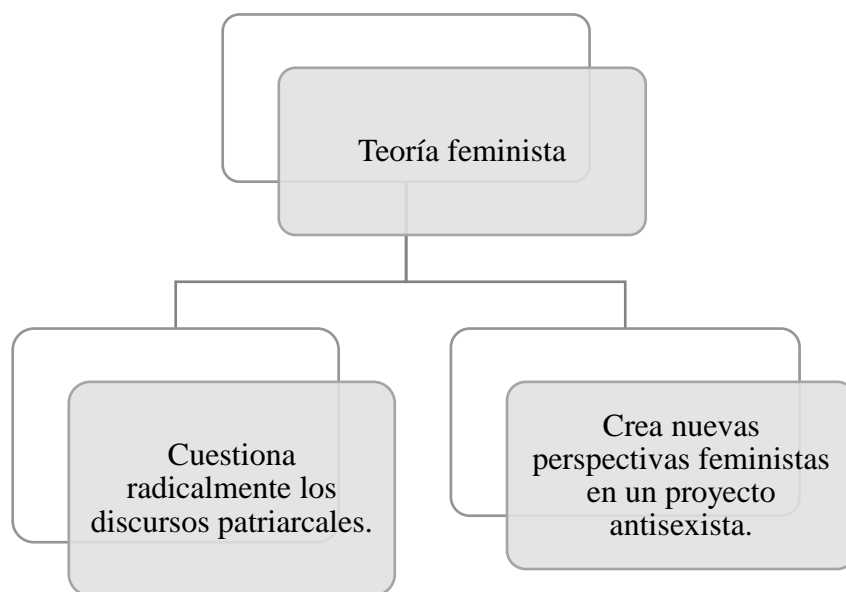 Teoría feminista
Cuestiona
radicalmente los
discursos patriarcales.
Crea nuevas
perspectivas feministas
en un proyecto
antisexista.